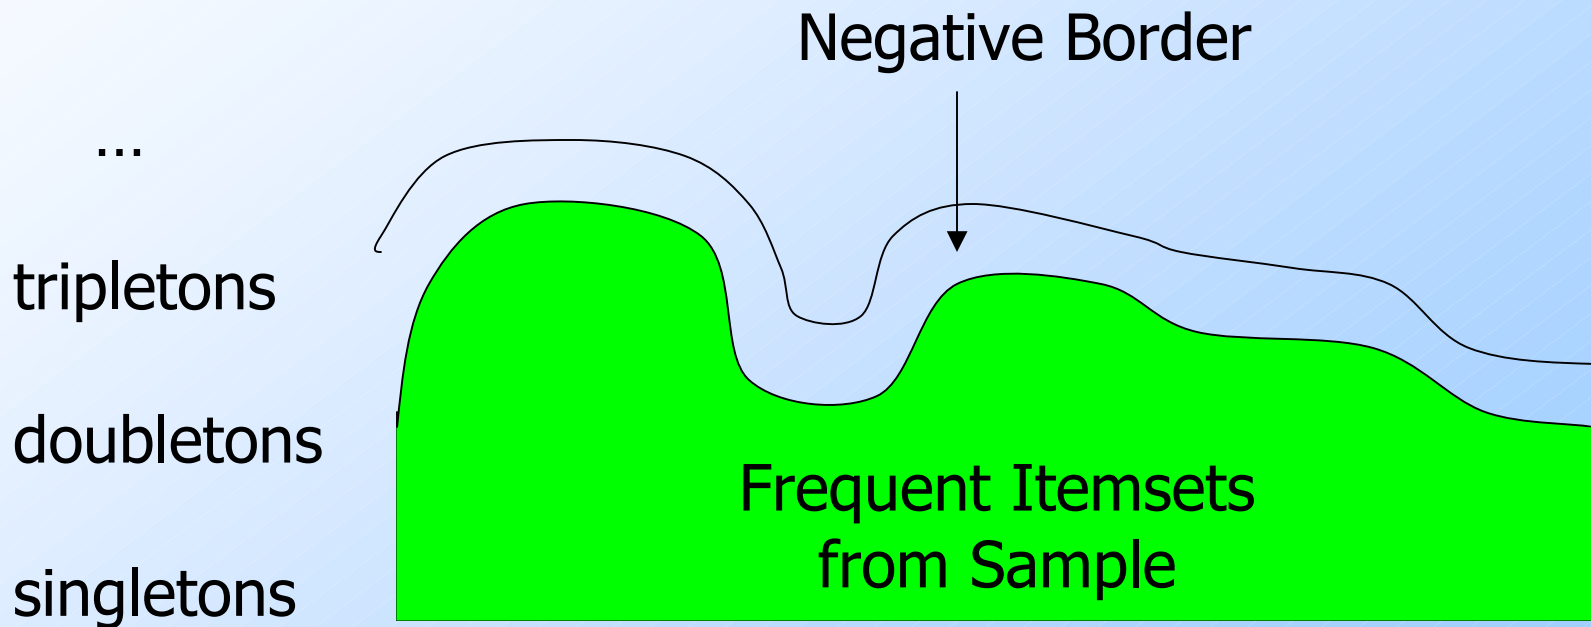 Negative Border
...
tripletons
doubletons
Frequent Itemsets
from Sample
singletons